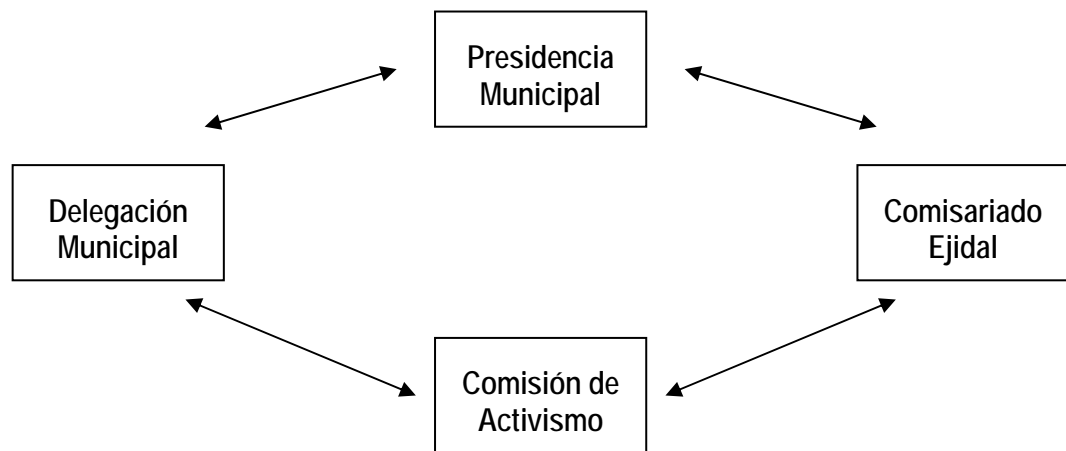 Presidencia
Municipal
Delegación
Municipal
Comisariado
Ejidal
Comisión de
Activismo